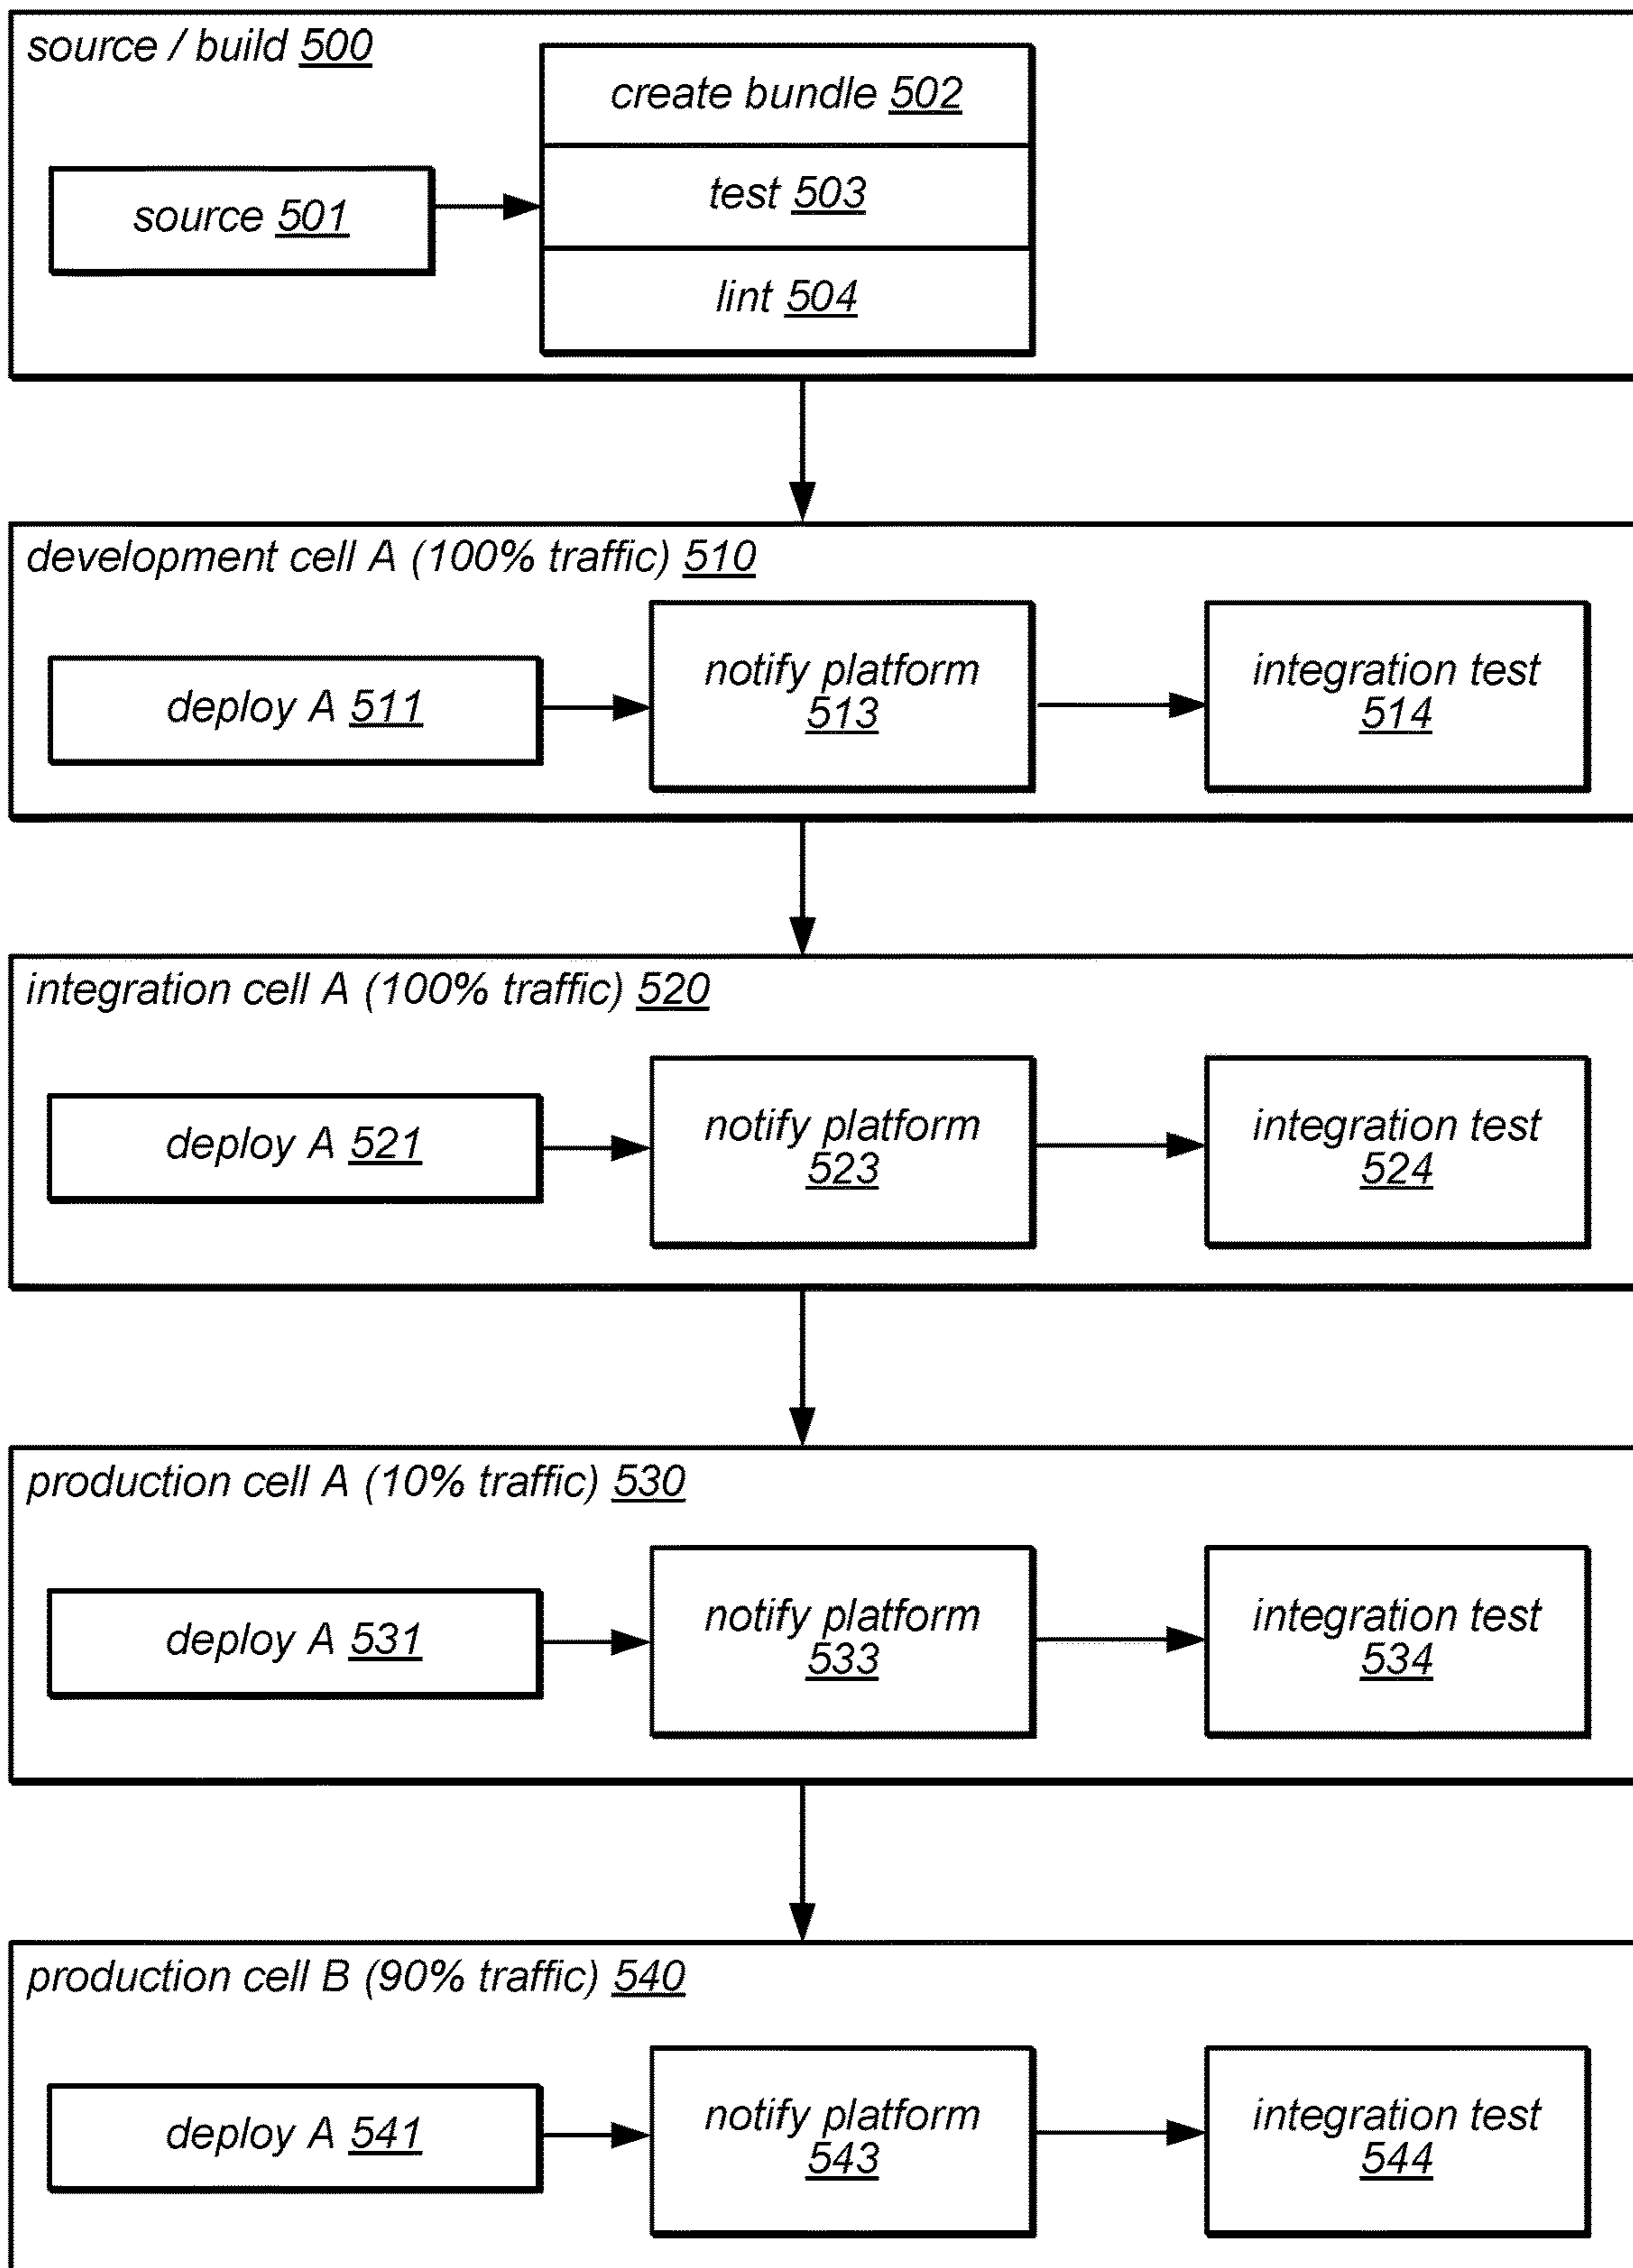 source / build 500
create bundle 502
source 501
test 503
lint 504
development cell A (100% traffic) 510
deploy A 511
notify platform
513
integration test
514
integration cell A (100% traffic) 520
deploy A 521
notify platform
523
integration test
524
production cell A (10% traffic) 530
deploy A 531
notify platform
533
integration test
534
production cell B (90% traffic) 540
deploy A 541
notify platform
543
integration test
544